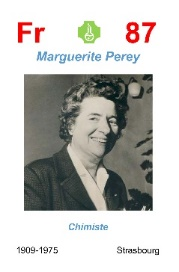 Fr 87
Marguerite Perey
Chimiste
1909-1975 Strasbourg